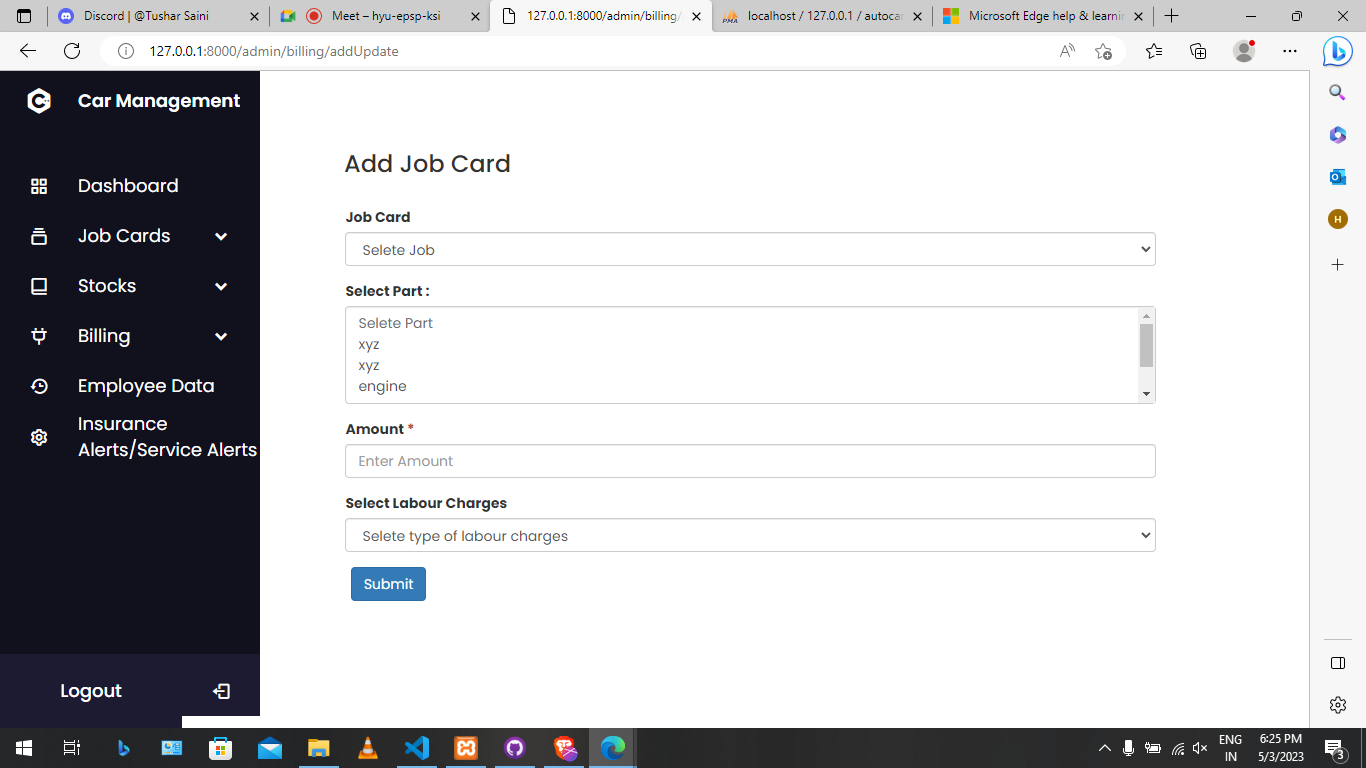 Discord | @Tushar Saini
Meet – hyu-epsp-ksi
127.0.0.1:8000/admin/billing/
localhost / 127.0.0.1 / autocar
Microsoft Edge help & learnin
127.0.0.1:8000/admin/billing/addUpdate
Car Management
Dashboard
Job Cards
Stocks
Billing
Employee Data
Insurance
Alerts/Service Alerts
Logout
Add Job Card
Job Card
Selete Job
Select Part :
Selete Part
xyz
xyz
engine
Amount *
Enter Amount
Select Labour Charges
Selete type of labour charges
Submit
H
ENG
IN
6:25 PM
5/3/2023
3